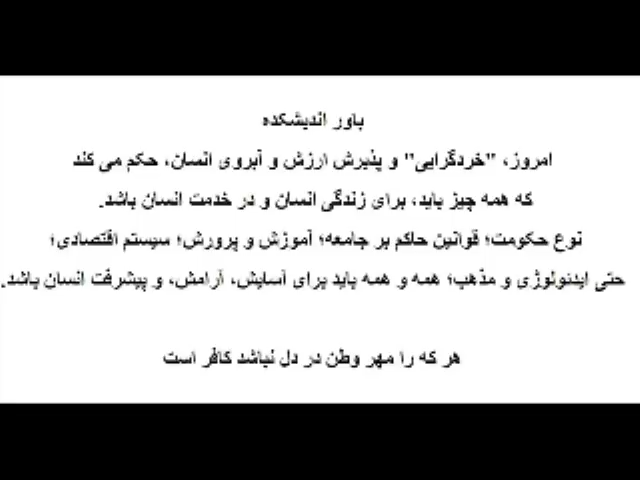 باور اندیشکده
امروز، "خردگرایی" و پذیرش ارزش و آبروی انسان، حکم می کند
که همه چیز باید، برای زندگی انسان و در خدمت انسان باشد.
نوع حکومت؛ قوانین حاکم بر جامعه؛ آموزش و پرورش؛ سیستم اقتصادی؛
حتی ایدئولوژی و مذهب؛ همه و همه باید برای آسایش، آرامش، و پیشرفت انسان باشد.
هر که را مهر وطن در دل نباشد کافر است